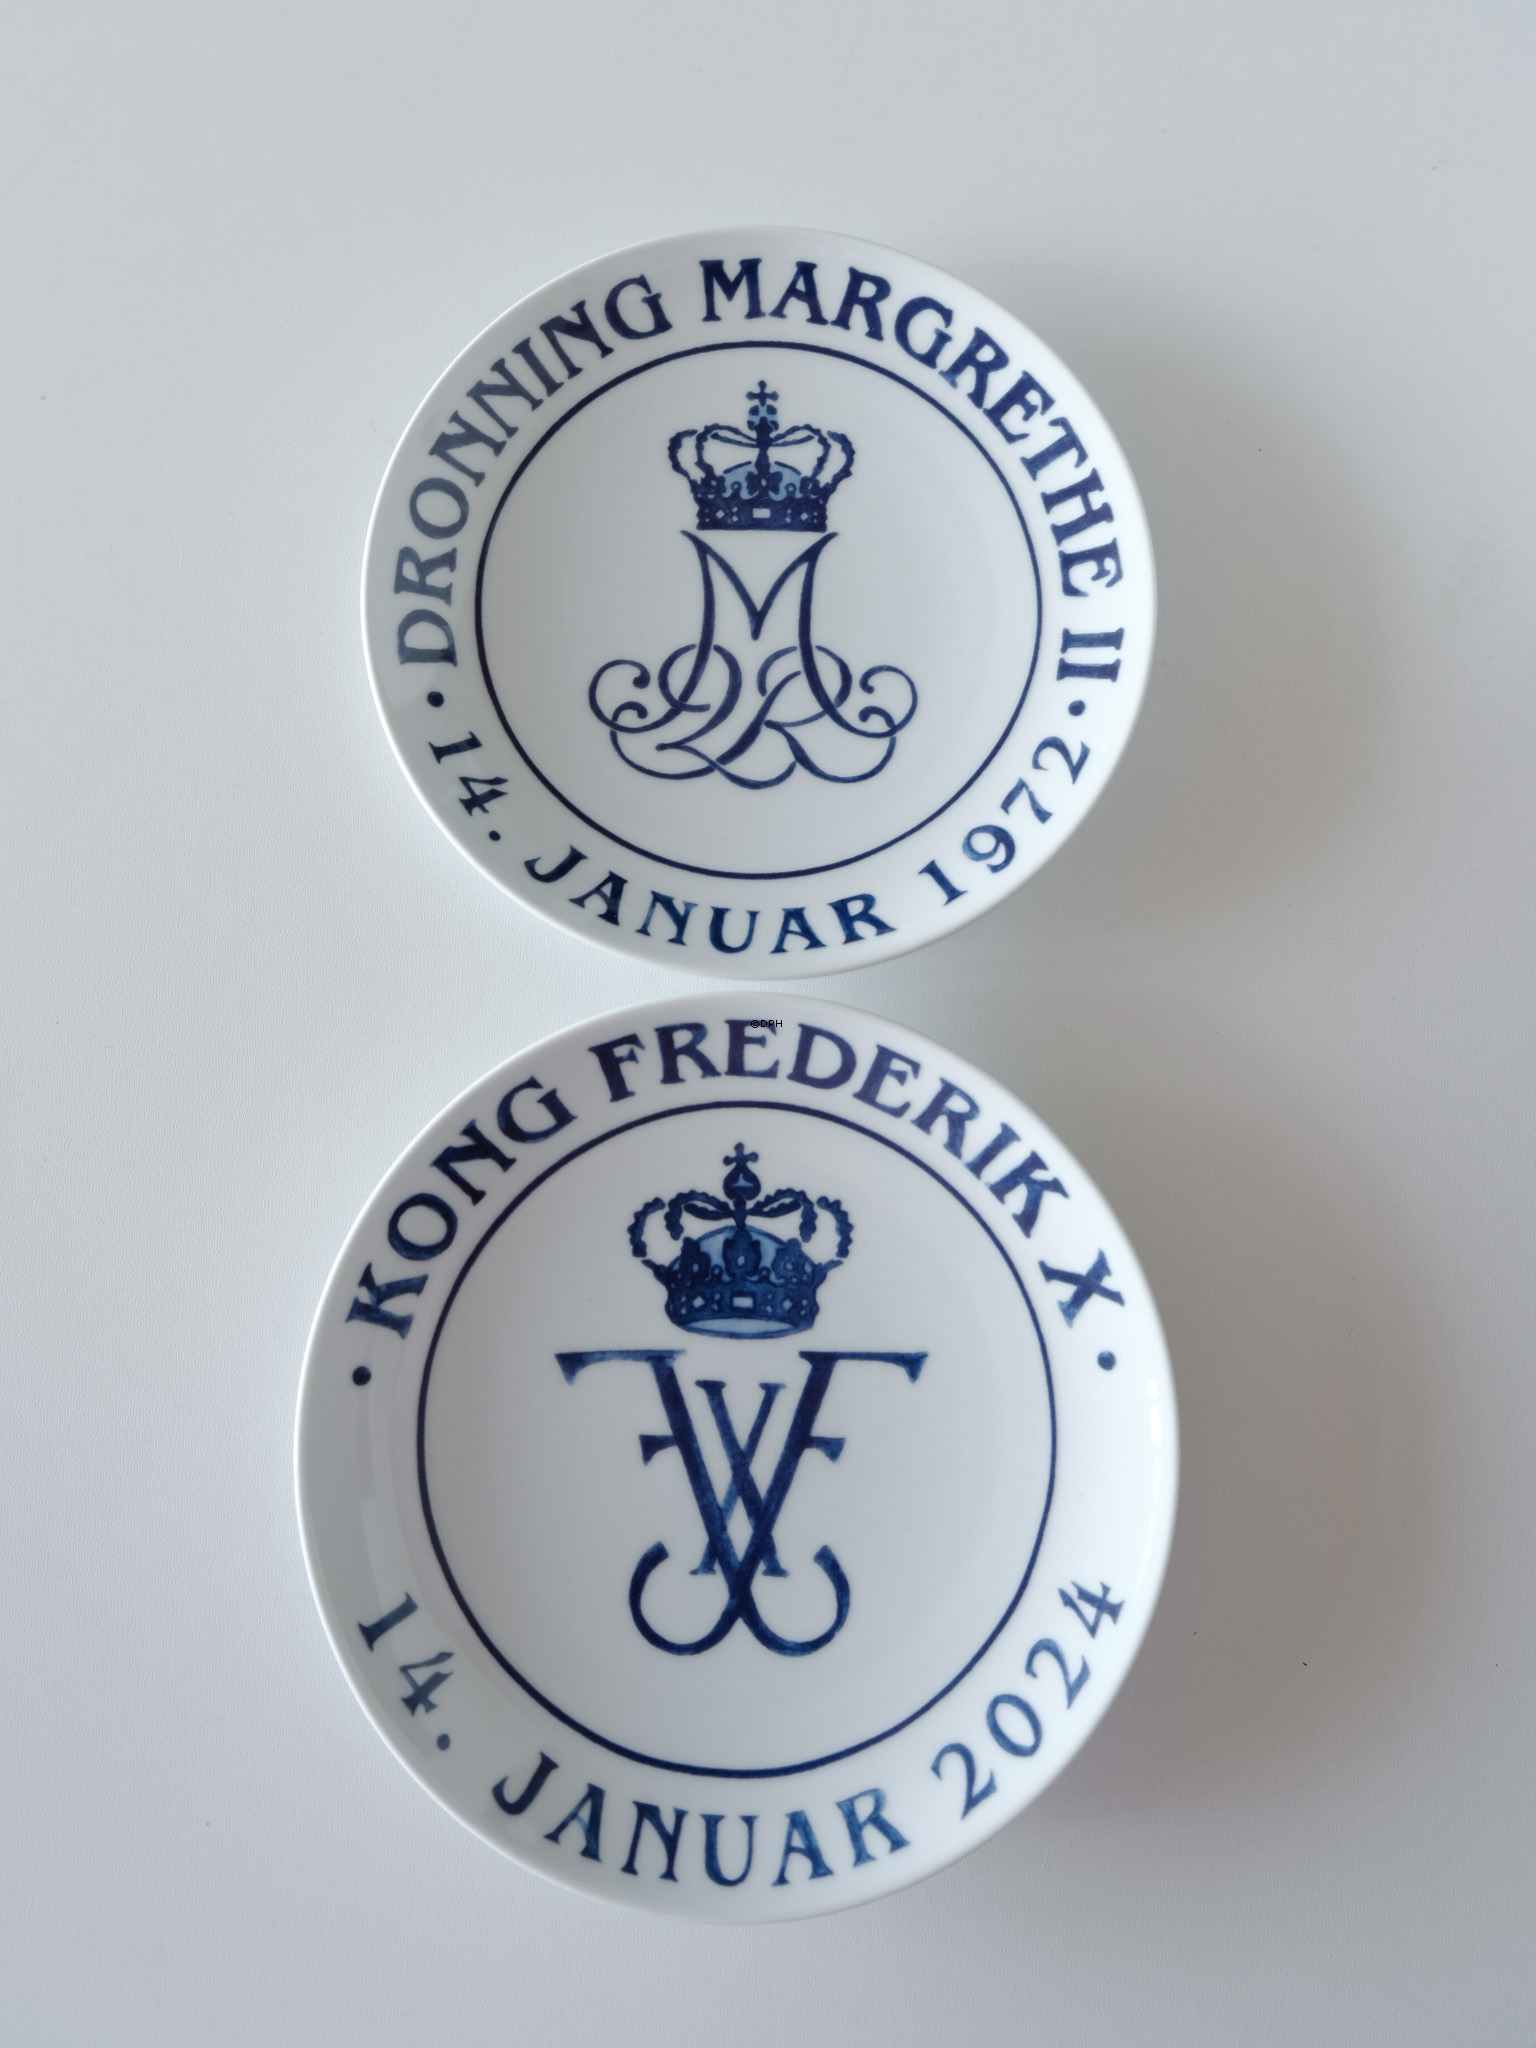 DRONNING MARGRETHE II
• 14. JANUAR 1972 •
©DPH
• KONG FREDERIK X •
14. JANUAR 2024